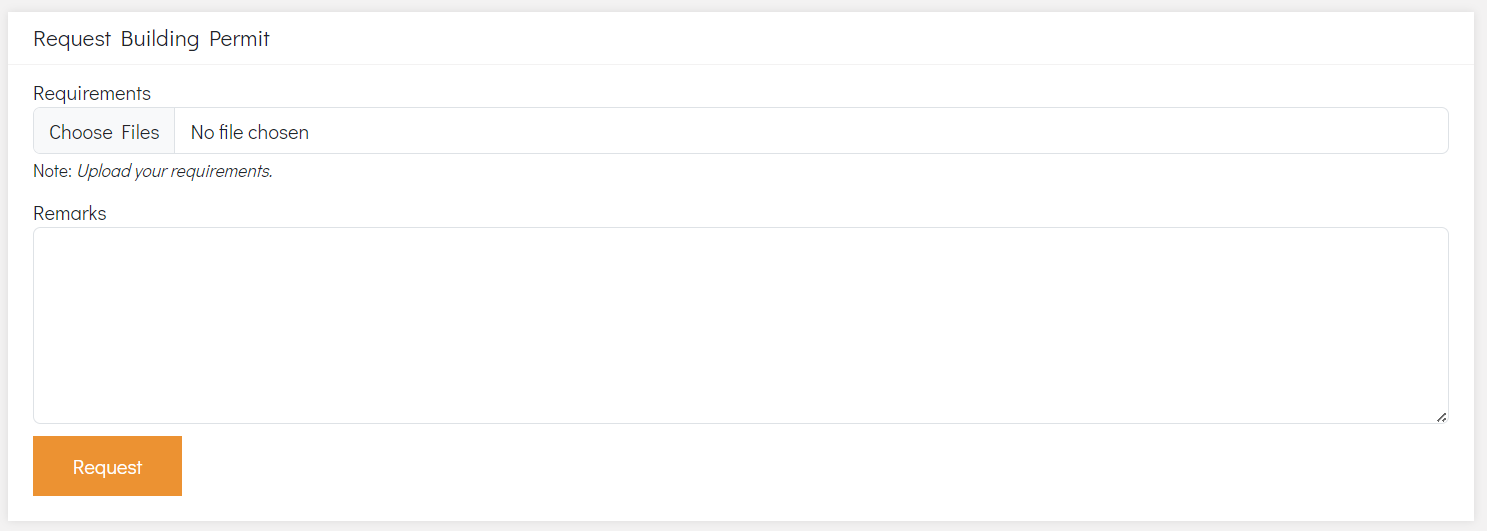 Request Building Permit
Requirements
Choose Files No file chosen
Note: Upload your requirements.
Remarks
Request